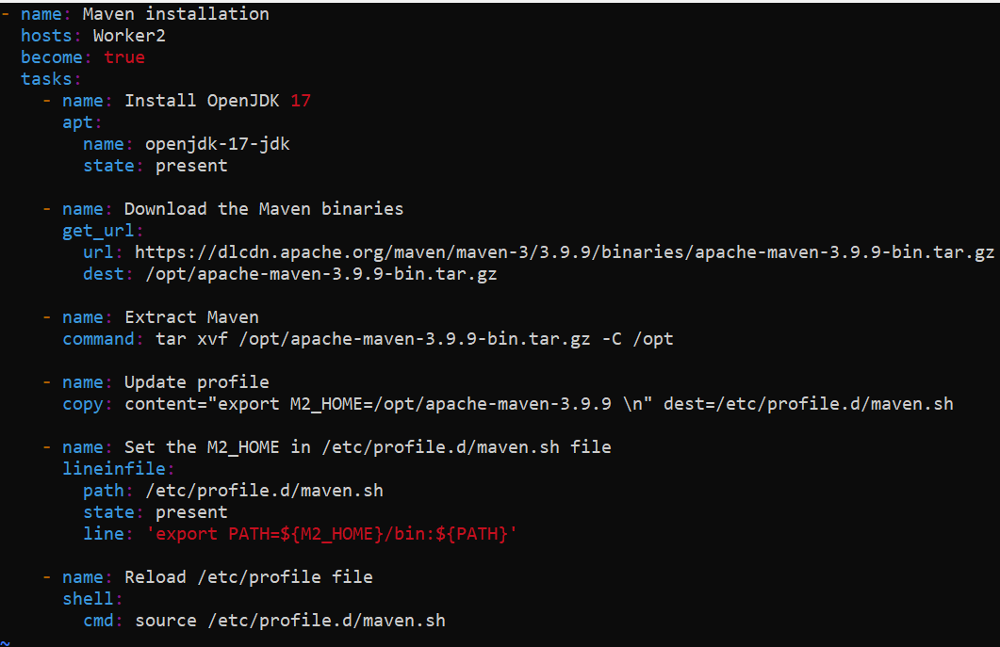 - name: Maven installation
  hosts: Worker2
  become: true
  tasks:
    - name: Install OpenJDK 17
      apt:
        name: openjdk-17-jdk
        state: present

    - name: Download the Maven binaries
      get_url:
        url: https://dlcdn.apache.org/maven/maven-3/3.9.9/binaries/apache-maven-3.9.9-bin.tar.gz
        dest: /opt/apache-maven-3.9.9-bin.tar.gz

    - name: Extract Maven
      command: tar xvf /opt/apache-maven-3.9.9-bin.tar.gz -C /opt

    - name: Update profile
      copy: content="export M2_HOME=/opt/apache-maven-3.9.9 \n" dest=/etc/profile.d/maven.sh

    - name: Set the M2_HOME in /etc/profile.d/maven.sh file
      lineinfile:
        path: /etc/profile.d/maven.sh
        state: present
        line: 'export PATH=${M2_HOME}/bin:${PATH}'

    - name: Reload /etc/profile file
      shell:
        cmd: source /etc/profile.d/maven.sh
~